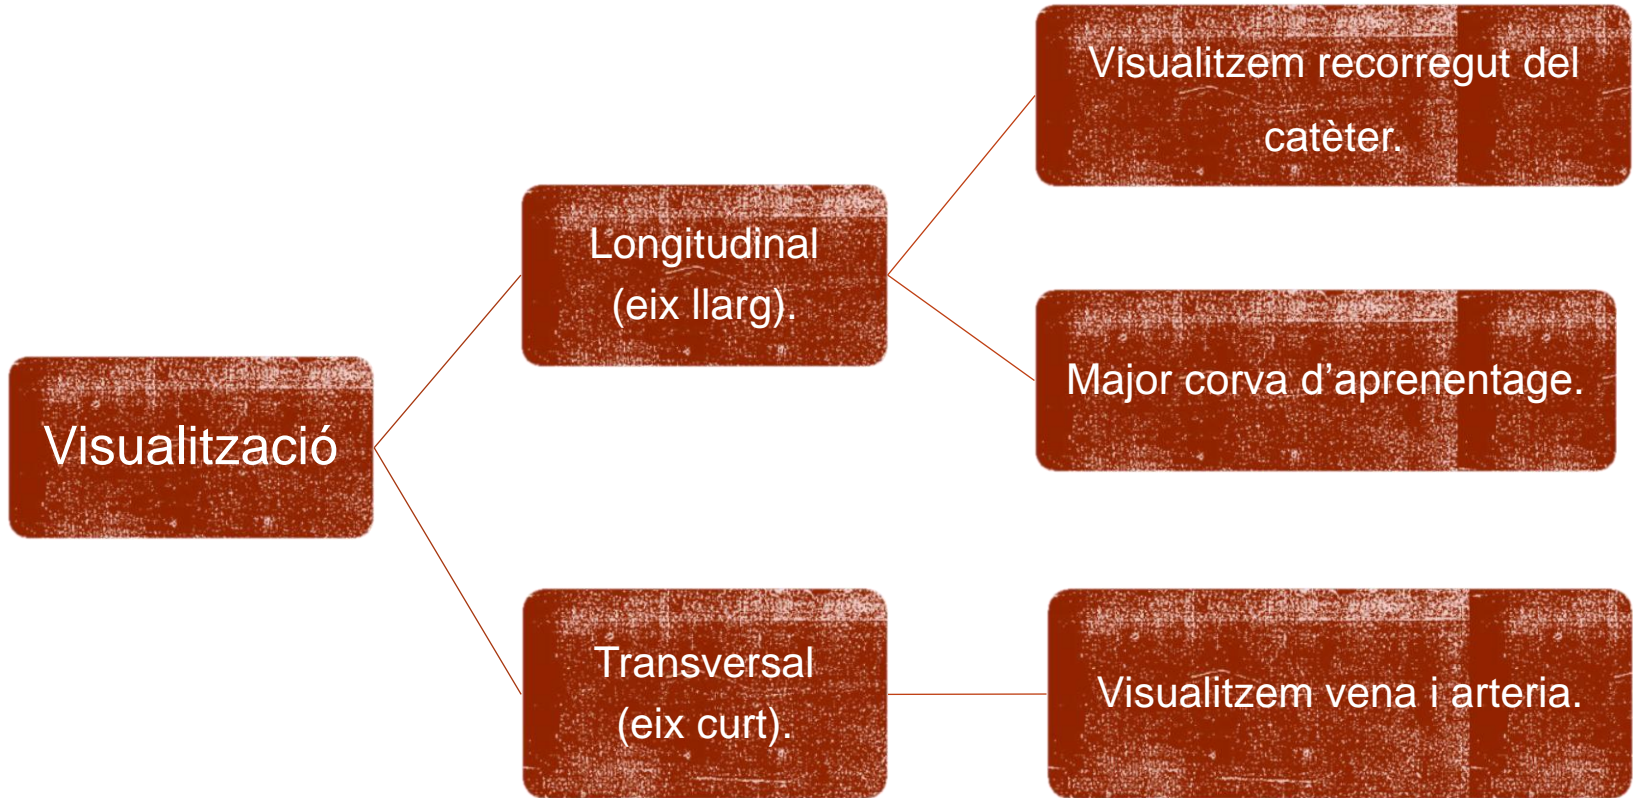 Visualització
Longitudinal
(eix llarg).
Visualitzem recorregut del
catèter.
Major corva d’aprenentage.
Transversal
(eix curt).
Visualitzem vena i arteria.